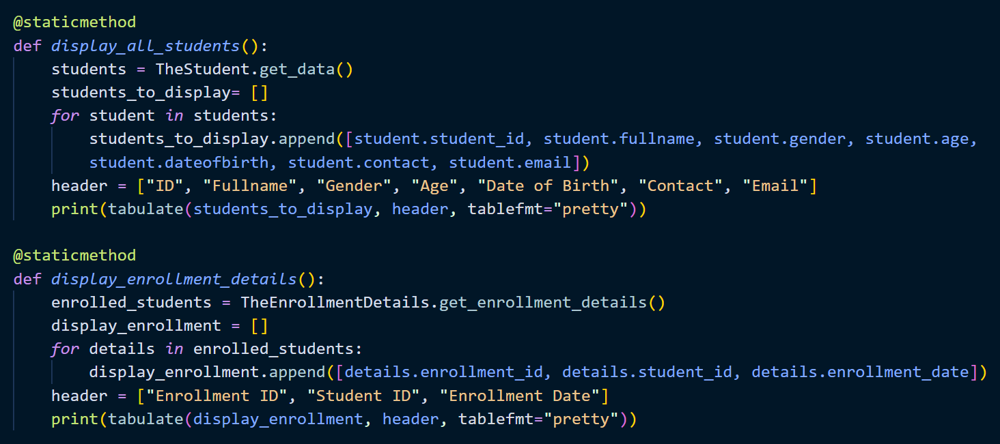 @staticmethod
def display_all_students():
    students = TheStudent.get_data()
    students_to_display= []
    for student in students:
        students_to_display.append([student.student_id, student.fullname, student.gender, student.age,
        student.dateofbirth, student.contact, student.email])
    header = ["ID", "Fullname", "Gender", "Age", "Date of Birth", "Contact", "Email"]
    print(tabulate(students_to_display, header, tablefmt="pretty"))

@staticmethod
def display_enrollment_details():
    enrolled_students = TheEnrollmentDetails.get_enrollment_details()
    display_enrollment = []
    for details in enrolled_students:
        display_enrollment.append([details.enrollment_id, details.student_id, details.enrollment_date])
    header = ["Enrollment ID", "Student ID", "Enrollment Date"]
    print(tabulate(display_enrollment, header, tablefmt="pretty"))